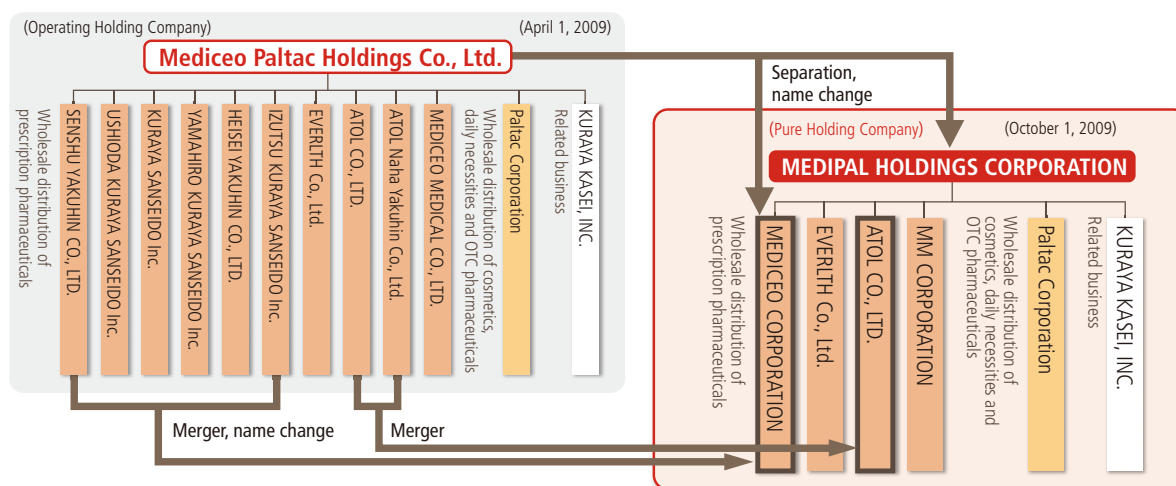 (Operating Holding Company)
(April 1, 2009)
Mediceo Paltac Holdings Co., Ltd.
Wholesale distribution of
prescription pharmaceuticals
SENSHU YAKUHIN CO., LTD.
USHIODA KURAYA SANSEIDO Inc.
KURAYA SANSEIDO Inc.
YAMAHIRO KURAYA SANSEIDO Inc.
HEISEI YAKUHIN CO., LTD.
IZUTSU KURAYA SANSEIDO Inc.
EVERLTH Co., Ltd.
ATOL CO., LTD.
ATOL Naha Yakuhin Co., Ltd.
MEDICEO MEDICAL CO., LTD.
Wholesale distribution of cosmetics,
daily necessities and OTC pharmaceuticals
Paltac Corporation
Related business
KURAYA KASEI, INC.
Merger, name change
Merger
Separation,
name change
(Pure Holding Company)
(October 1, 2009)
MEDIPAL HOLDINGS CORPORATION
Wholesale distribution of
prescription pharmaceuticals
MEDICEO CORPORATION
EVERLTH Co., Ltd.
ATOL CO., LTD.
MM CORPORATION
Wholesale distribution of
cosmetics, daily necessities and
OTC pharmaceuticals
Paltac Corporation
Related business
KURAYA KASEI, INC.